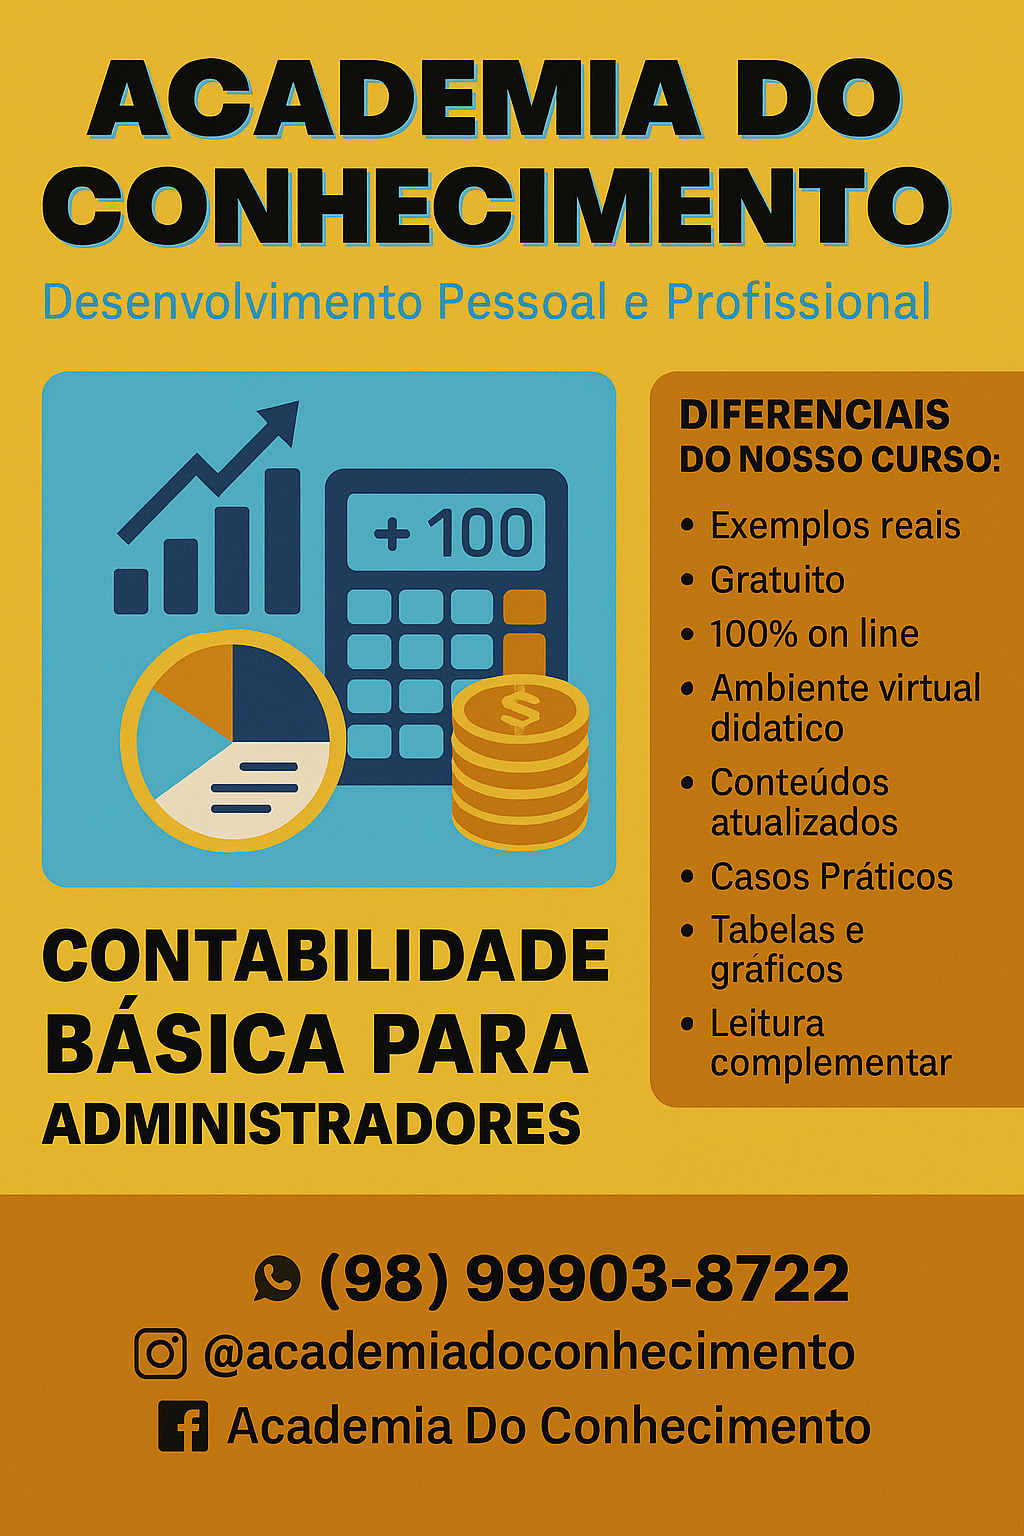 ACADEMIA DO
CONHECIMENTO
Desenvolvimento Pessoal e Profissional
+ 100
CONTABILIDADE
BÁSICA PARA
ADMINISTRADORES
DIFERENCIAIS
DO NOSSO CURSO:
• Exemplos reais
• Gratuito
• 100% on line
• Ambiente virtual
didatico
• Conteúdos
atualizados
• Casos Práticos
• Tabelas e
gráficos
• Leitura
complementar
(98) 99903-8722
@academiadoconhecimento
Academia Do Conhecimento